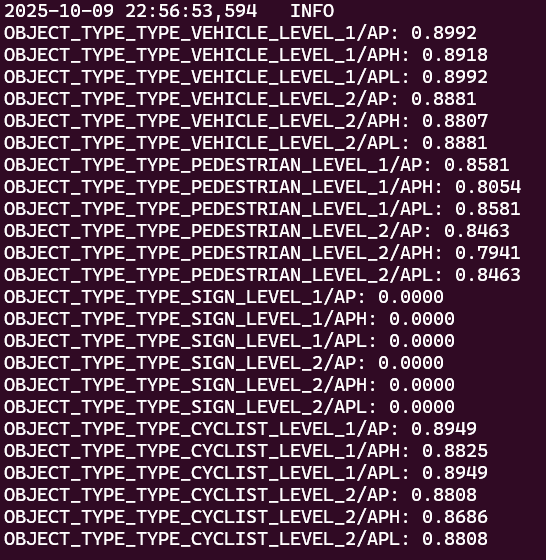 2025-10-09 22:56:53,594   INFO
OBJECT_TYPE_TYPE_VEHICLE_LEVEL_1/AP: 0.8992
OBJECT_TYPE_TYPE_VEHICLE_LEVEL_1/APH: 0.8918
OBJECT_TYPE_TYPE_VEHICLE_LEVEL_1/APL: 0.8992
OBJECT_TYPE_TYPE_VEHICLE_LEVEL_2/AP: 0.8881
OBJECT_TYPE_TYPE_VEHICLE_LEVEL_2/APH: 0.8807
OBJECT_TYPE_TYPE_VEHICLE_LEVEL_2/APL: 0.8881
OBJECT_TYPE_TYPE_PEDESTRIAN_LEVEL_1/AP: 0.8581
OBJECT_TYPE_TYPE_PEDESTRIAN_LEVEL_1/APH: 0.8054
OBJECT_TYPE_TYPE_PEDESTRIAN_LEVEL_1/APL: 0.8581
OBJECT_TYPE_TYPE_PEDESTRIAN_LEVEL_2/AP: 0.8463
OBJECT_TYPE_TYPE_PEDESTRIAN_LEVEL_2/APH: 0.7941
OBJECT_TYPE_TYPE_PEDESTRIAN_LEVEL_2/APL: 0.8463
OBJECT_TYPE_TYPE_SIGN_LEVEL_1/AP: 0.0000
OBJECT_TYPE_TYPE_SIGN_LEVEL_1/APH: 0.0000
OBJECT_TYPE_TYPE_SIGN_LEVEL_1/APL: 0.0000
OBJECT_TYPE_TYPE_SIGN_LEVEL_2/AP: 0.0000
OBJECT_TYPE_TYPE_SIGN_LEVEL_2/APH: 0.0000
OBJECT_TYPE_TYPE_SIGN_LEVEL_2/APL: 0.0000
OBJECT_TYPE_TYPE_CYCLIST_LEVEL_1/AP: 0.8949
OBJECT_TYPE_TYPE_CYCLIST_LEVEL_1/APH: 0.8825
OBJECT_TYPE_TYPE_CYCLIST_LEVEL_1/APL: 0.8949
OBJECT_TYPE_TYPE_CYCLIST_LEVEL_2/AP: 0.8808
OBJECT_TYPE_TYPE_CYCLIST_LEVEL_2/APH: 0.8686
OBJECT_TYPE_TYPE_CYCLIST_LEVEL_2/APL: 0.8808